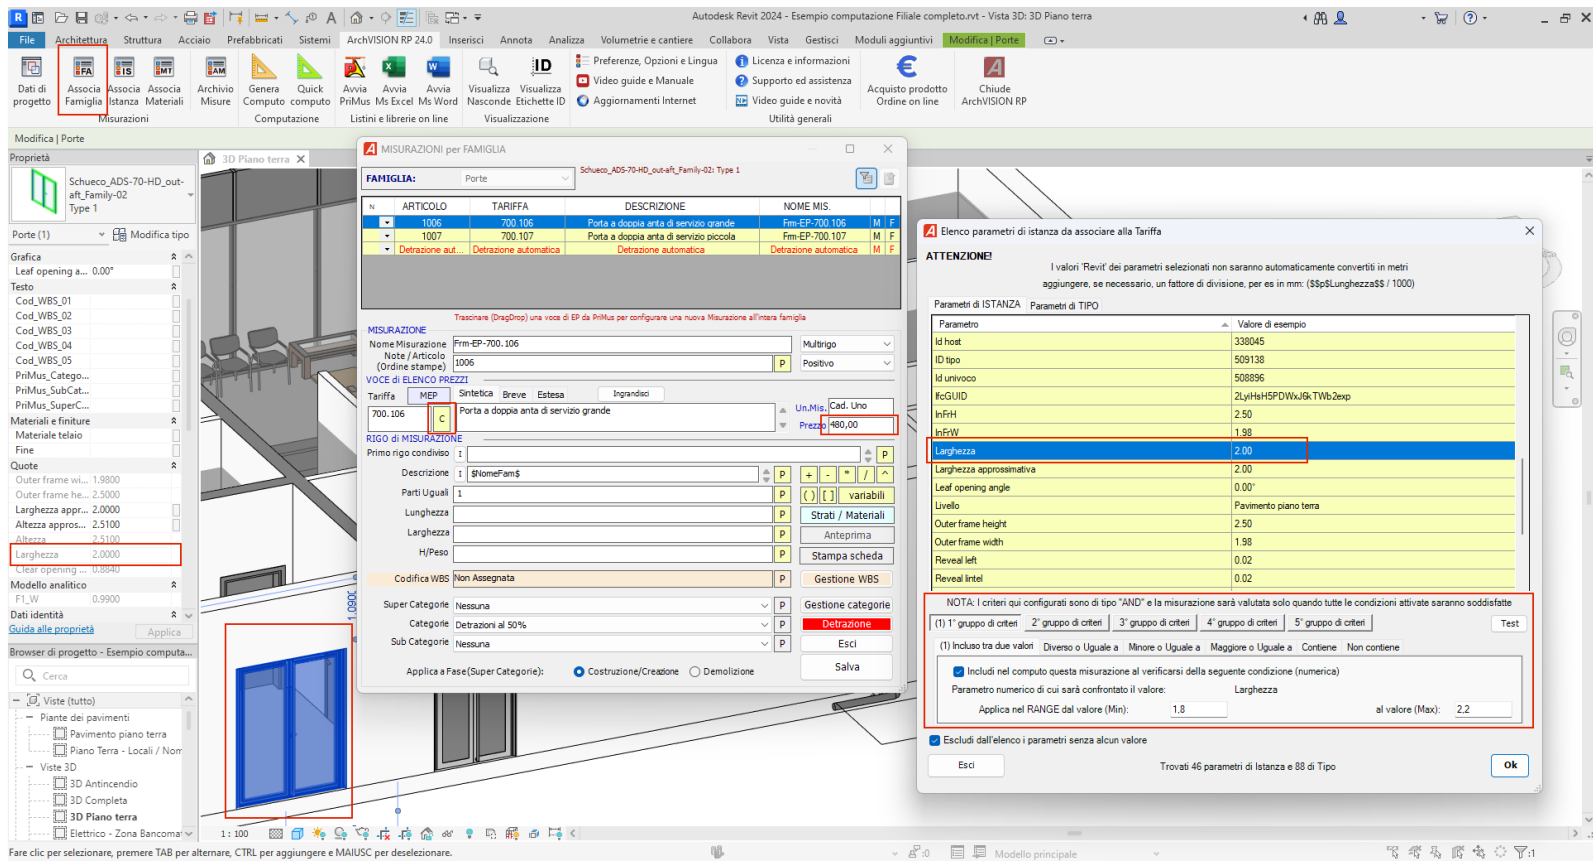 Autodesk Revit 2024 - Esempio computazione Filiale completo.rvt - Vista 3D: 3D Piano terra
File Architettura Struttura Acciaio Prefabbricati Sistemi ArchVISION RP 24.0 Inserisci Annota Analizza Volumetrie e cantiere Collabora Vista Gestisci Moduli aggiuntivi Modifica | Porte
Dati di progetto
Associa Famiglia
Associa Istanza
Associa Materiali
Archivio Misure
Genera Computo
Quick computo
Avvia PriMus
Avvia Ms Excel
Avvia Ms Word
Visualizza Nasconde
Visualizza Etichette ID
Preferenze, Opzioni e Lingua
Video guide e Manuale
Aggiornamenti Internet
Licenza e informazioni
Supporto ed assistenza
Video guide e novità
Acquisto prodotto Ordine on line
Chiude ArchVISION RP
Misurazioni
Computazione
Listini e librerie on line
Visualizzazione
Utilità generali
Modifica | Porte
Proprietà
Schueco_ADS-70-HD_out-aft_Family-02
Type 1
Porte (1)
Modifica tipo
Grafica
Leaf opening a... 0.00°
Testo
Cod_WBS_01
Cod_WBS_02
Cod_WBS_03
Cod_WBS_04
Cod_WBS_05
PriMus_Catego...
PriMus_SubCat...
PriMus_SuperC...
Materiali e finiture
Materiale telaio
Fine
Quote
Outer frame wi... 1.9800
Outer frame he... 2.5000
Larghezza appr... 2.0000
Altezza appros... 2.5100
Altezza 2.5100
Larghezza 2.0000
Clear opening ... 0.8840
Modello analitico
F1_W 0.9900
Dati identità
Guida alle proprietà
Applica
Browser di progetto - Esempio computa...
Cerca
Viste (tutto)
Piante dei pavimenti
Pavimento piano terra
Piano Terra - Locali / Nom
Viste 3D
3D Antincendio
3D Completa
3D Piano terra
Elettrico - Zona Bancomat
3D Piano terra
1.0900
1 : 100
MISURAZIONI per FAMIGLIA
FAMIGLIA: Porte
Schueco_ADS-70-HD_out-aft_Family-02: Type 1
N ARTICOLO TARIFFA DESCRIZIONE NOME MIS.
1006 700.106 Porta a doppia anta di servizio grande Frm-EP-700.106 M F
1007 700.107 Porta a doppia anta di servizio piccola Frm-EP-700.107 M F
Detrazione aut... Detrazione automatica Detrazione automatica Detrazione automatica M F
Trascinare (DragDrop) una voce di EP da PriMus per configurare una nuova Misurazione all'intera famiglia
MISURAZIONE
Nome Misurazione Frm-EP-700.106 Multirigo
Note / Articolo (Ordine stampe) 1006 P Positivo
VOCE di ELENCO PREZZI
Tariffa MEP Sintetica Breve Estesa Ingrandisci
700.106 C Porta a doppia anta di servizio grande
Un.Mis. Cad. Uno
Prezzo 480,00
RIGO di MISURAZIONE
Primo rigo condiviso I P
Descrizione I $NomeFam$ P + - * / ^
Parti Uguali 1 P ( ) [ ] variabili
Lunghezza P Strati / Materiali
Larghezza P Anteprima
H/Peso P Stampa scheda
Codifica WBS Non Assegnata P Gestione WBS
Super Categorie Nessuna P Gestione categorie
Categorie Detrazioni al 50% P Detrazione
Sub Categorie Nessuna P Esci
Applica a Fase(Super Categorie): Costruzione/Creazione Demolizione Salva
Elenco parametri di istanza da associare alla Tariffa
ATTENZIONE!
I valori 'Revit' dei parametri selezionati non saranno automaticamente convertiti in metri
aggiungere, se necessario, un fattore di divisione, per es in mm: ($$p$Lunghezza$$ / 1000)
Parametri di ISTANZA Parametri di TIPO
Parametro Valore di esempio
Id host 338045
ID tipo 509138
Id univoco 508896
IfcGUID 2LyiHsH5PDWxJ6kTWb2exp
InFrH 2.50
InFrW 1.98
Larghezza 2.00
Larghezza approssimativa 2.00
Leaf opening angle 0.00°
Livello Pavimento piano terra
Outer frame height 2.50
Outer frame width 1.98
Reveal left 0.02
Reveal lintel 0.02
NOTA: I criteri qui configurati sono di tipo "AND" e la misurazione sarà valutata solo quando tutte le condizioni attivate saranno soddisfatte
(1) 1° gruppo di criteri 2° gruppo di criteri 3° gruppo di criteri 4° gruppo di criteri 5° gruppo di criteri Test
(1) Incluso tra due valori Diverso o Uguale a Minore o Uguale a Maggiore o Uguale a Contiene Non contiene
Includi nel computo questa misurazione al verificarsi della seguente condizione (numerica)
Parametro numerico di cui sarà confrontato il valore: Larghezza
Applica nel RANGE dal valore (Min): 1,8 al valore (Max): 2,2
Escludi dall'elenco i parametri senza alcun valore
Esci Trovati 46 parametri di Istanza e 88 di Tipo Ok
Fare clic per selezionare, premere TAB per alternare, CTRL per aggiungere e MAIUSC per deselezionare.
:0 Modello principale :1